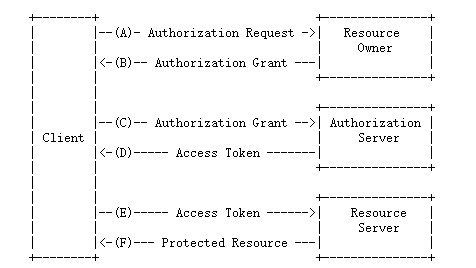 --(A)- Authorization Request ->| Resource
Owner
<-(B)-- Authorization Grant ---
--(C)-- Authorization Grant -->| Authorization
Client Server
<-(D)----- Access Token -------
--(E)----- Access Token ------>| Resource
Server
<-(F)--- Protected Resource ---